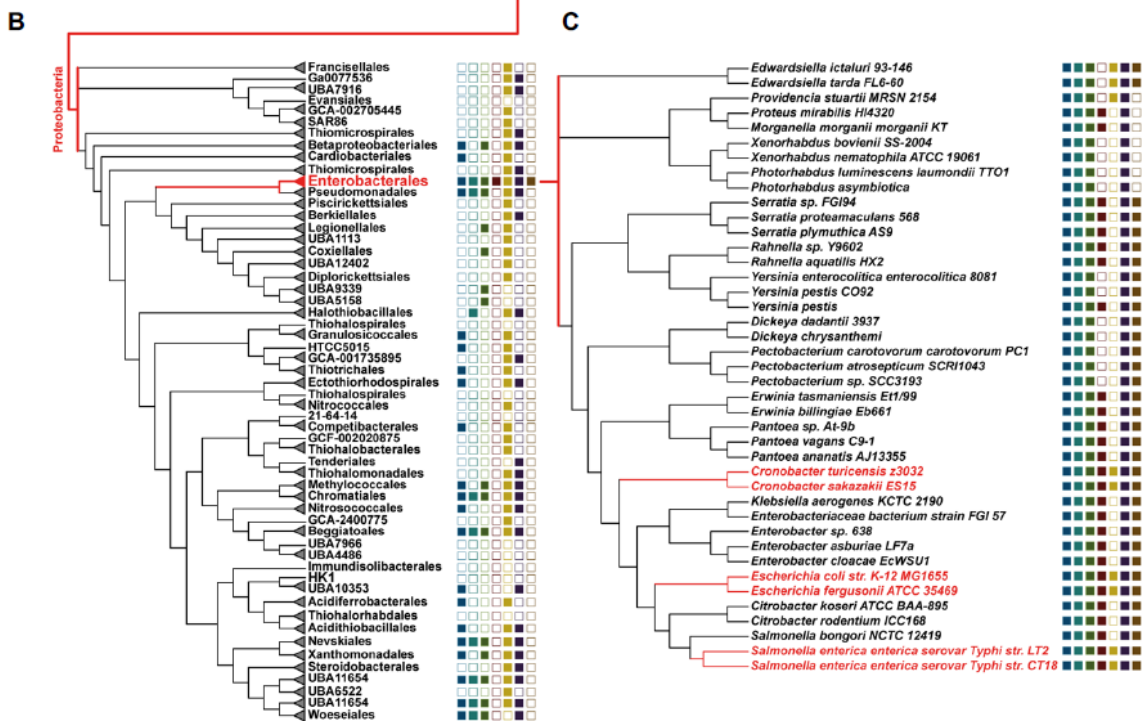 B
Proteobacteria
Francisellales
Ga0077536
UBA7916
Evansiales
GCA-002705445
SAR86
Thiomicrospirales
Betaproteobacteriales
Cardiobacteriales
Thiomicrospirales
Enterobacterales
Pseudomonadales
Piscirickettsiales
Berkiellales
Legionellales
UBA1113
Coxiellales
UBA12402
Diplorickettsiales
UBA9339
UBA5158
Halothiobacillales
Thiohalospirales
Granulosicoccales
HTCC5015
GCA-001735895
Thiotrichales
Ectothiorhodospirales
Thiohalospirales
Nitrococcales
21-64-14
Competibacterales
GCF-002020875
Thiohalobacterales
Tenderiales
Thiohalomonadales
Methylococcales
Chromatiales
Nitrosococcales
GCA-2400775
Beggiatoales
UBA7966
UBA4486
Immundisolibacterales
HK1
UBA10353
Acidiferrobacterales
Thiohalorhabdales
Acidithiobacillales
Nevskiales
Xanthomonadales
Steroidobacterales
UBA11654
UBA6522
UBA11654
Woeseiales
C
Edwardsiella ictaluri 93-146
Edwardsiella tarda FL6-60
Providencia stuartii MRSN 2154
Proteus mirabilis HI4320
Morganella morganii morganii KT
Xenorhabdus bovienii SS-2004
Xenorhabdus nematophila ATCC 19061
Photorhabdus luminescens laumondii TTO1
Photorhabdus asymbiotica
Serratia sp. FGI94
Serratia proteamaculans 568
Serratia plymuthica AS9
Rahnella sp. Y9602
Rahnella aquatilis HX2
Yersinia enterocolitica enterocolitica 8081
Yersinia pestis CO92
Yersinia pestis
Dickeya dadantii 3937
Dickeya chrysanthemi
Pectobacterium carotovorum carotovorum PC1
Pectobacterium atrosepticum SCRI1043
Pectobacterium sp. SCC3193
Erwinia tasmaniensis Et1/99
Erwinia billingiae Eb661
Pantoea sp. At-9b
Pantoea vagans C9-1
Pantoea ananatis AJ13355
Cronobacter turicensis z3032
Cronobacter sakazakii ES15
Klebsiella aerogenes KCTC 2190
Enterobacteriaceae bacterium strain FGI 57
Enterobacter sp. 638
Enterobacter asburiae LF7a
Enterobacter cloacae EcWSU1
Escherichia coli str. K-12 MG1655
Escherichia fergusonii ATCC 35469
Citrobacter koseri ATCC BAA-895
Citrobacter rodentium ICC168
Salmonella bongori NCTC 12419
Salmonella enterica enterica serovar Typhi str. LT2
Salmonella enterica enterica serovar Typhi str. CT18